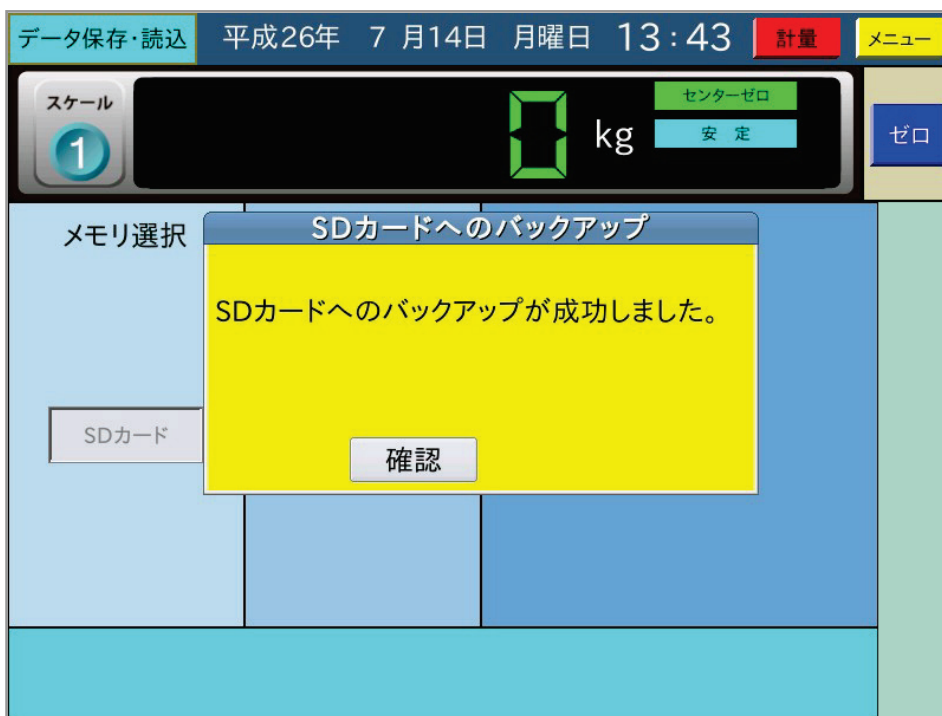 データ保存･読込 平成26年 7月14日 月曜日 13:43 計量 メニュー
スケール
1
0 kg
センターゼロ
安 定
ゼロ
メモリ選択
SDカードへのバックアップ
SDカードへのバックアップが成功しました。
SDカード
確認